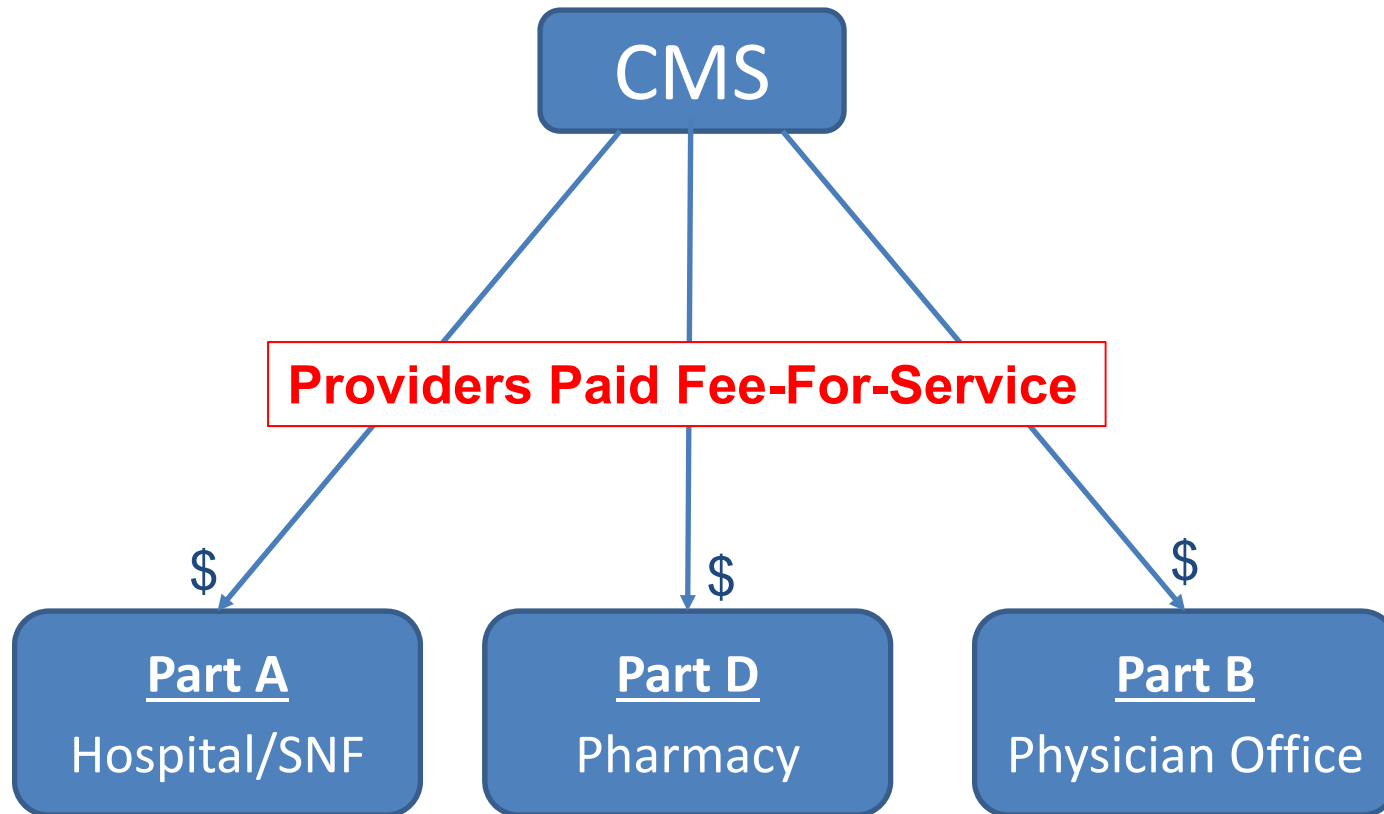 CMS
Providers Paid Fee-For-Service
$
$
$
Part A
Hospital/SNF
Part D
Pharmacy
Part B
Physician Office